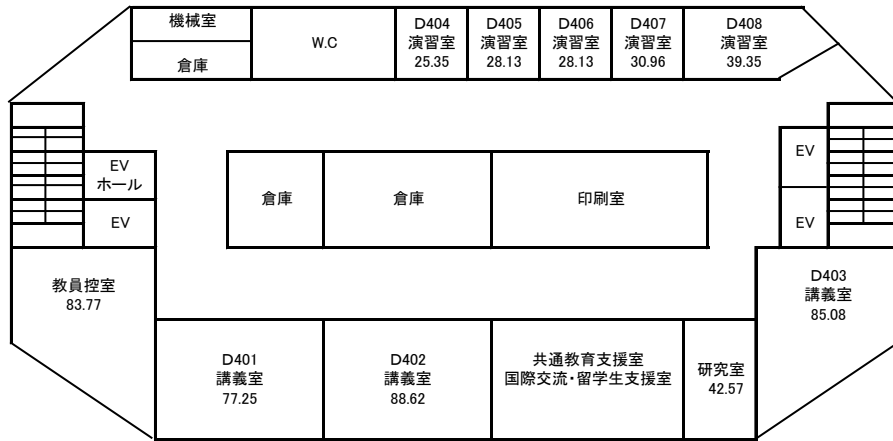 機械室
倉庫
W.C
D404
演習室
25.35
D405
演習室
28.13
D406
演習室
28.13
D407
演習室
30.96
D408
演習室
39.35
EV
ホール
EV
倉庫
倉庫
印刷室
EV
EV
教員控室
83.77
D403
講義室
85.08
D401
講義室
77.25
D402
講義室
88.62
共通教育支援室
国際交流・留学生支援室
研究室
42.57